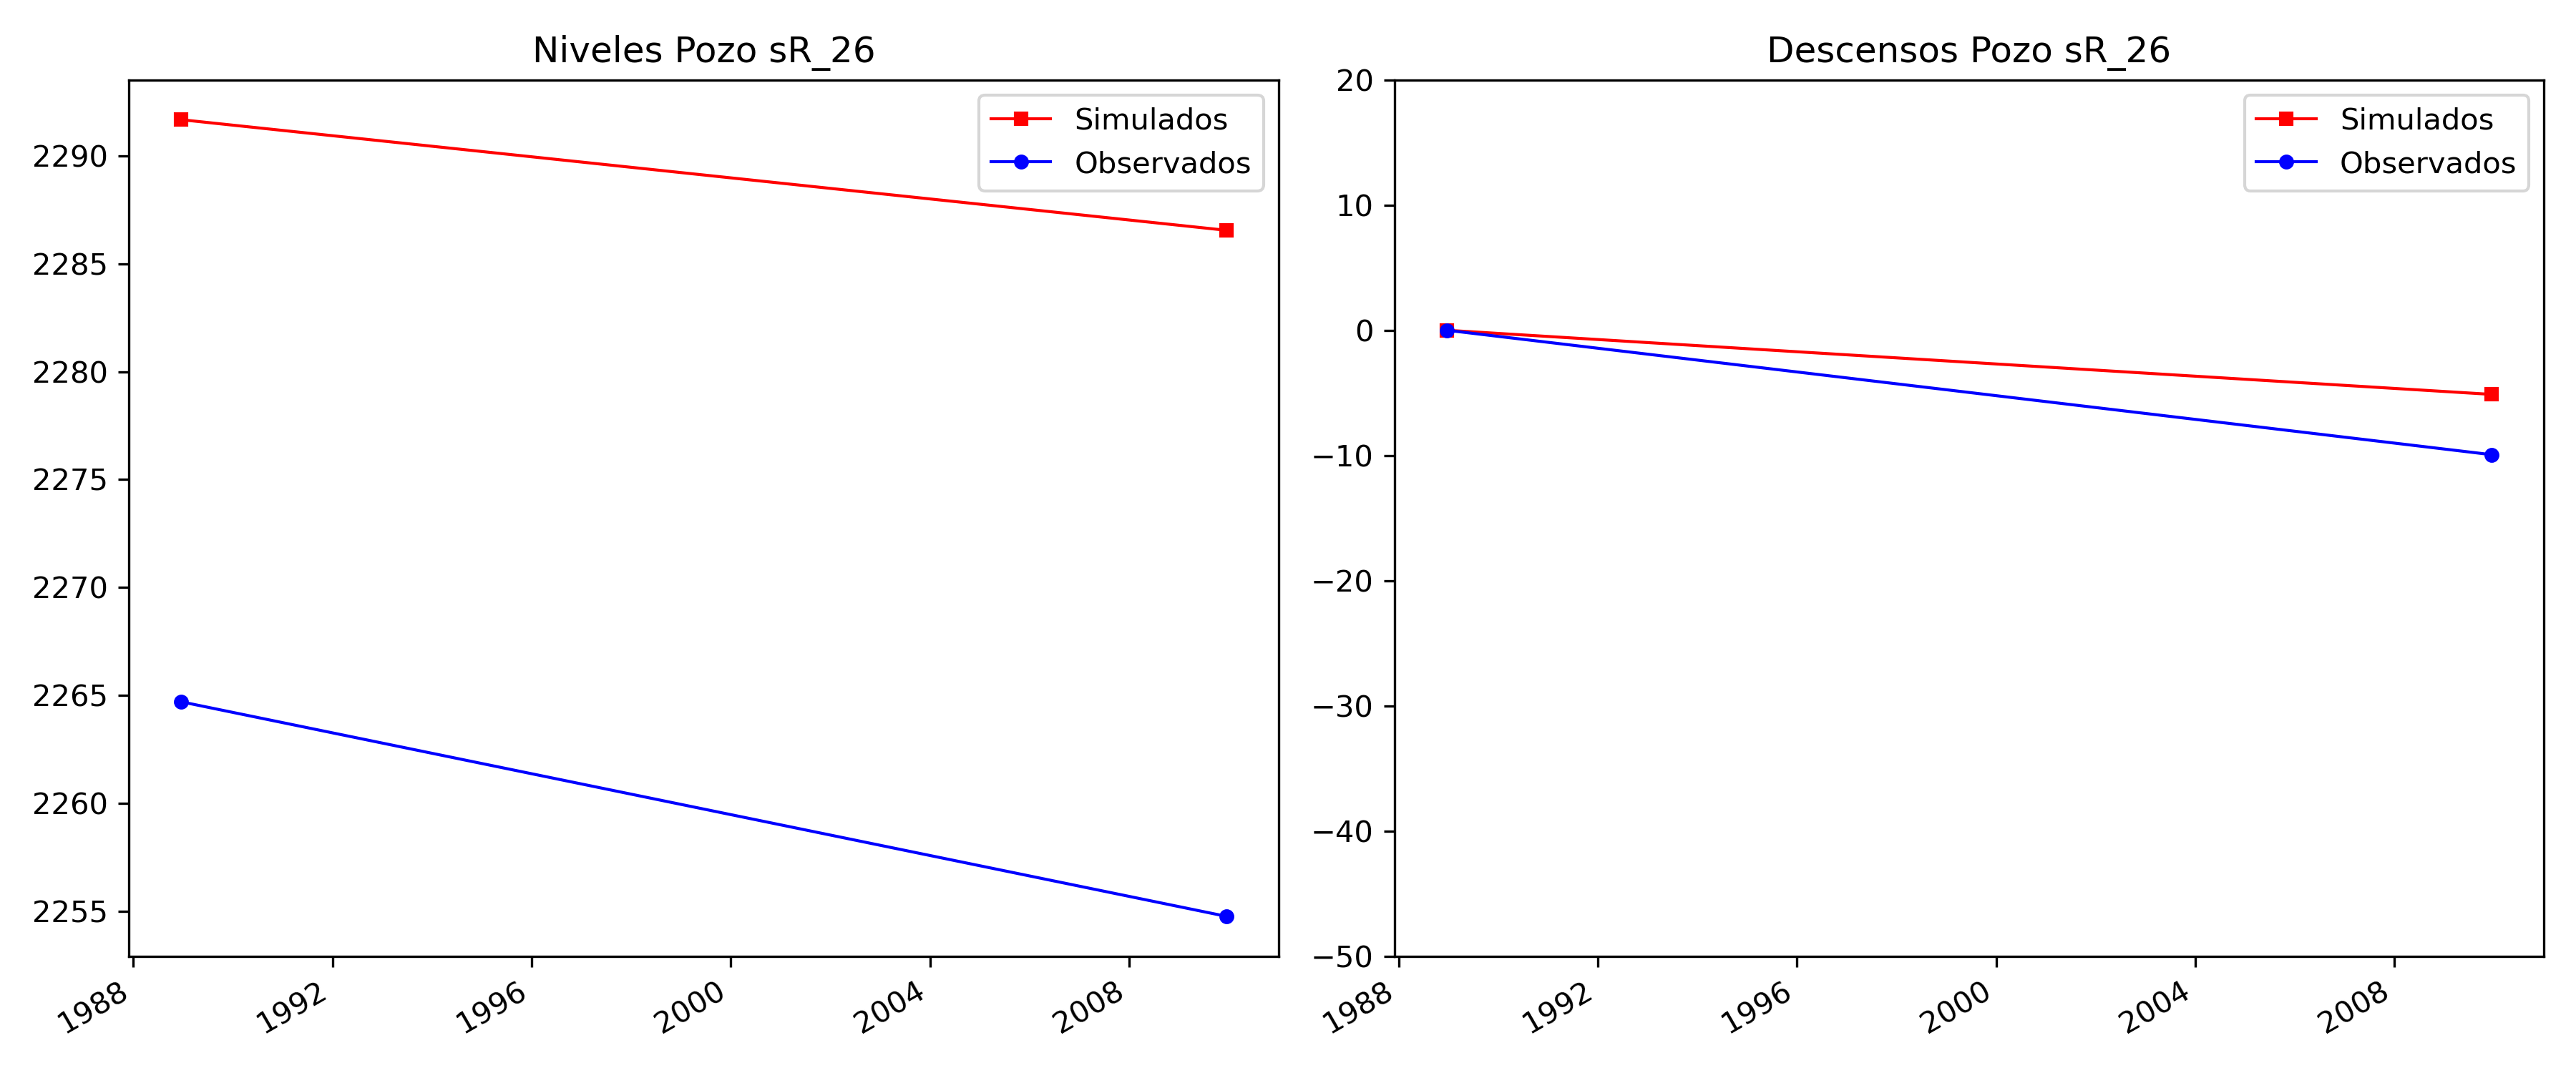 Niveles Pozo sR_26
Simulados
Observados
2290
2285
2280
2275
2270
2265
2260
2255
1988 1992 1996 2000 2004 2008
Descensos Pozo sR_26
Simulados
Observados
20
10
0
−10
−20
−30
−40
−50
1988 1992 1996 2000 2004 2008